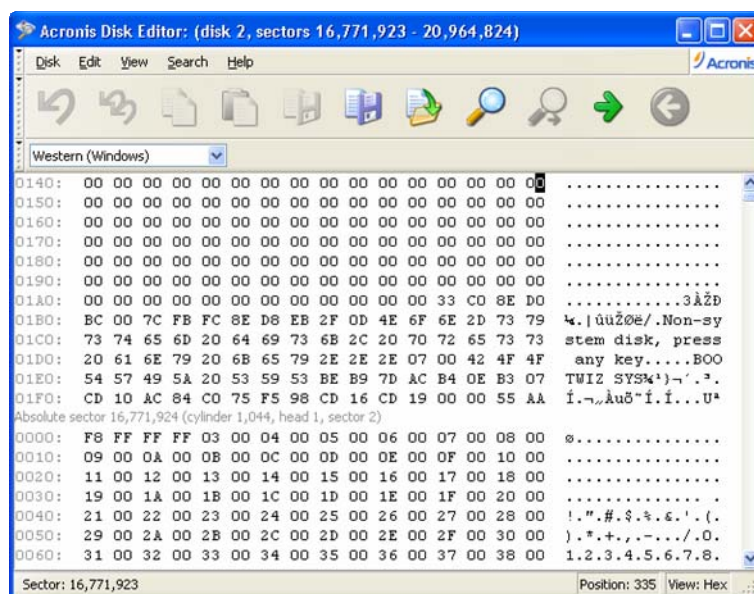 Acronis Disk Editor: (disk 2, sectors 16,771,923 - 20,964,824)
Disk Edit View Search Help
Acronis
Western (Windows)
0140: 00 00 00 00 00 00 00 00 00 00 00 00 00 00 00 00 ................
0150: 00 00 00 00 00 00 00 00 00 00 00 00 00 00 00 00 ................
0160: 00 00 00 00 00 00 00 00 00 00 00 00 00 00 00 00 ................
0170: 00 00 00 00 00 00 00 00 00 00 00 00 00 00 00 00 ................
0180: 00 00 00 00 00 00 00 00 00 00 00 00 00 00 00 00 ................
0190: 00 00 00 00 00 00 00 00 00 00 00 00 00 00 00 00 ................
01A0: 00 00 00 00 00 00 00 00 00 00 00 00 33 C0 8E D0 ............3ÀŽÐ
01B0: BC 00 7C FB FC 8E D8 EB 2F 0D 4E 6F 6E 2D 73 79 ¼.|ûüŽØë/.Non-sy
01C0: 73 74 65 6D 20 64 69 73 6B 2C 20 70 72 65 73 73 stem disk, press
01D0: 20 61 6E 79 20 6B 65 79 2E 2E 2E 07 00 42 4F 4F any key.....BOO
01E0: 54 57 49 5A 20 53 59 53 BE B9 7D AC B4 0E B3 07 TWIZ SYS¾¹}¬´.³.
01F0: CD 10 AC 84 C0 75 F5 98 CD 16 CD 19 00 00 55 AA Í.¬„Àuõ˜Í.Í...Uª
Absolute sector 16,771,924 (cylinder 1,044, head 1, sector 2)
0000: F8 FF FF FF 03 00 04 00 05 00 06 00 07 00 08 00 ø...............
0010: 09 00 0A 00 0B 00 0C 00 0D 00 0E 00 0F 00 10 00 ................
0020: 11 00 12 00 13 00 14 00 15 00 16 00 17 00 18 00 ................
0030: 19 00 1A 00 1B 00 1C 00 1D 00 1E 00 1F 00 20 00 .............. .
0040: 21 00 22 00 23 00 24 00 25 00 26 00 27 00 28 00 !.".#.$.%.&.'.(.
0050: 29 00 2A 00 2B 00 2C 00 2D 00 2E 00 2F 00 30 00 ).*.+.,.-.../.0.
0060: 31 00 32 00 33 00 34 00 35 00 36 00 37 00 38 00 1.2.3.4.5.6.7.8.
Sector: 16,771,923 Position: 335 View: Hex